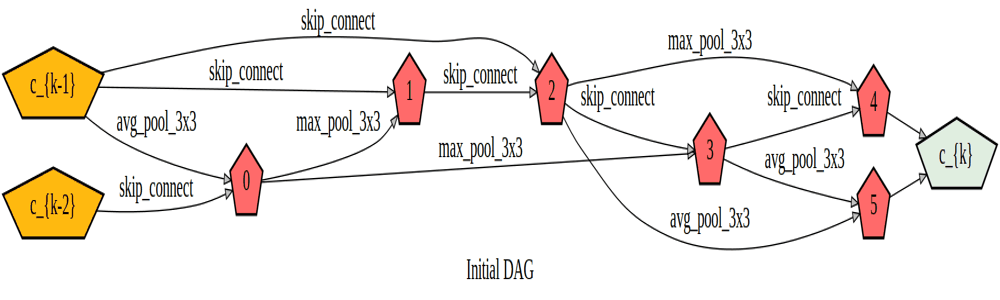 skip_connect
max_pool_3x3
c_{k-1}
skip_connect
skip_connect
1
2
skip_connect
skip_connect
4
avg_pool_3x3
max_pool_3x3
max_pool_3x3
3
c_{k}
0
avg_pool_3x3
c_{k-2}
skip_connect
5
avg_pool_3x3
Initial DAG